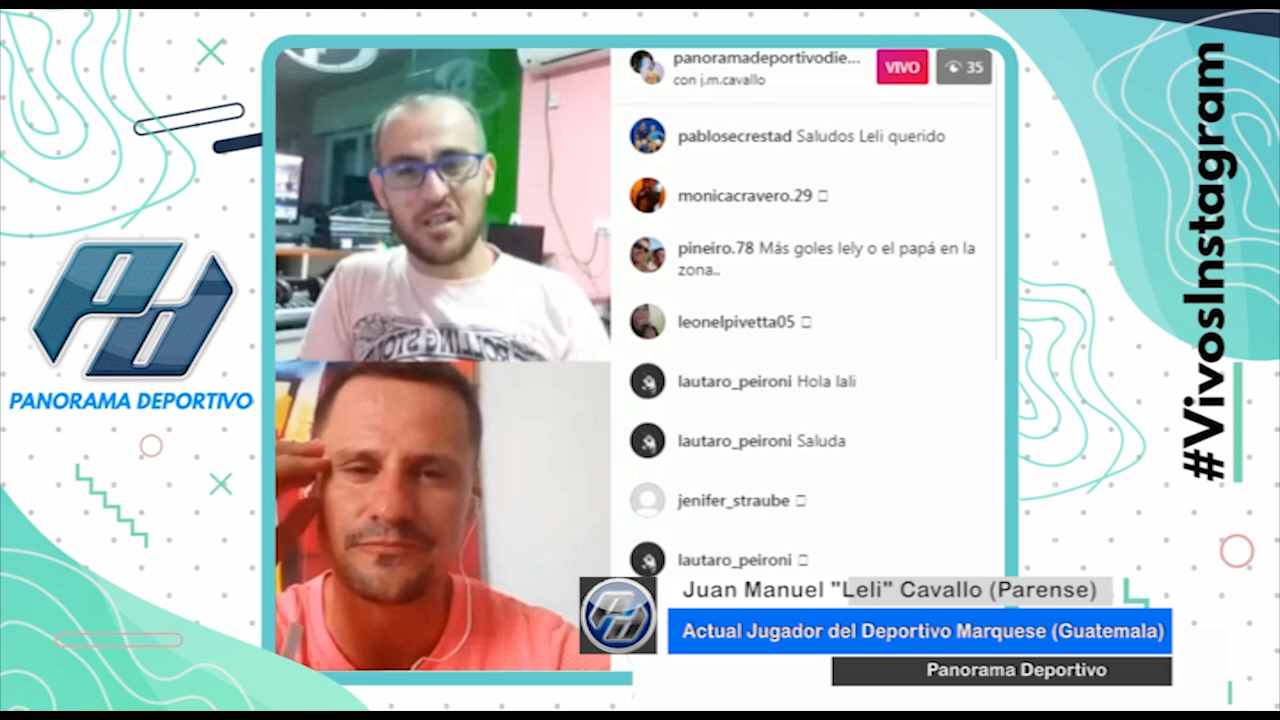 PANORAMA DEPORTIVO
panoramadeportivodie...
con j.m.cavallo
VIVO
35
pablosecrestad Saludos Leli querido
monicacravero.29
pineiro.78 Más goles lely o el papá en la
zona..
leonelpivetta05
lautaro_peironi Hola lali
lautaro_peironi Saluda
jenifer_straube
lautaro_peironi
Juan Manuel "Leli" Cavallo (Parense)
Actual Jugador del Deportivo Marquese (Guatemala)
Panorama Deportivo
#VivosInstagram